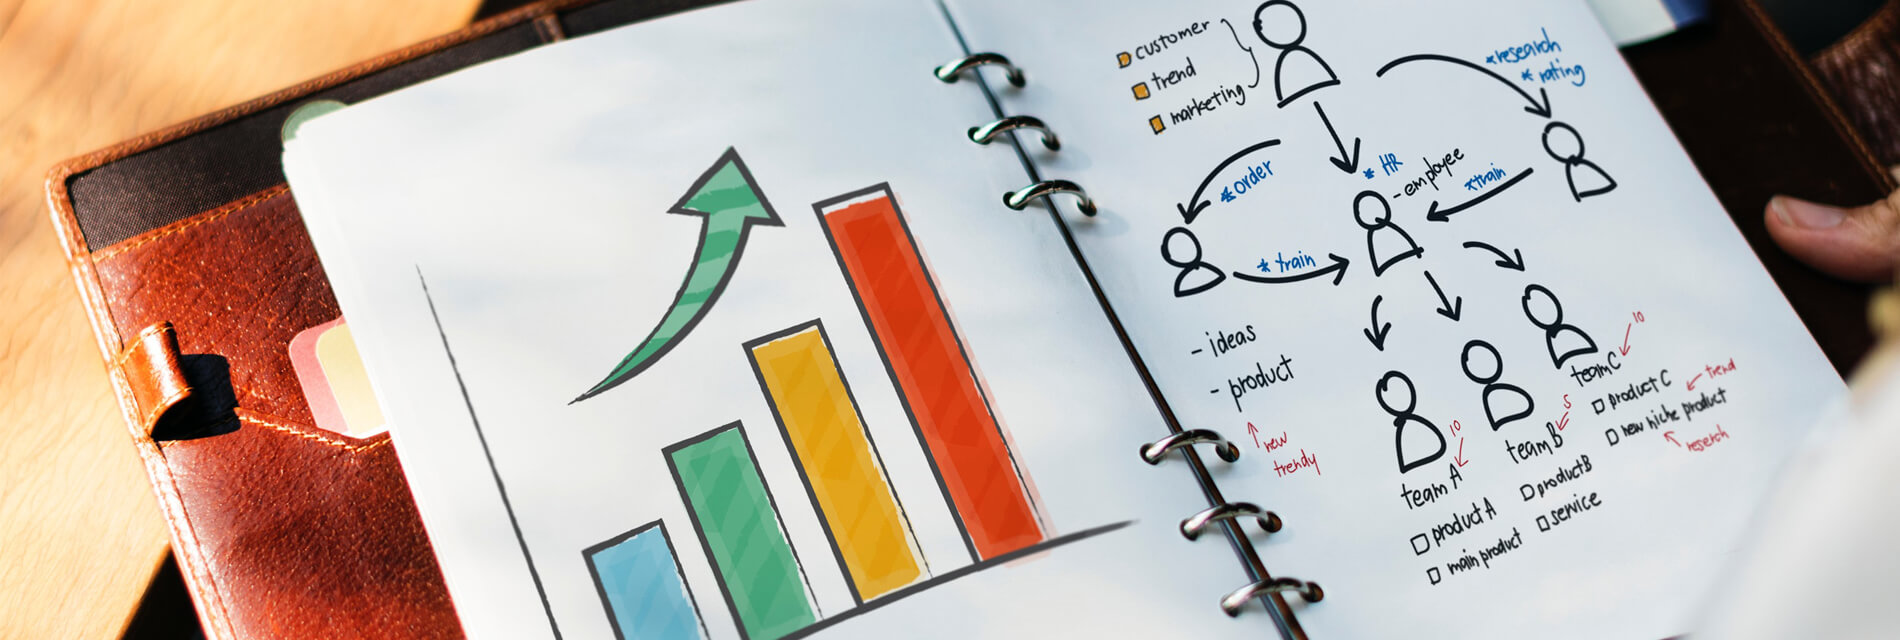 customer
trend
marketing
*research
* rating
*order
* HR
- employee
*train
* train
- ideas
- product
new
trendy
10
team A
product A
main product
5
team B
product B
service
10
team C
product C
trend
new niche product
reserch